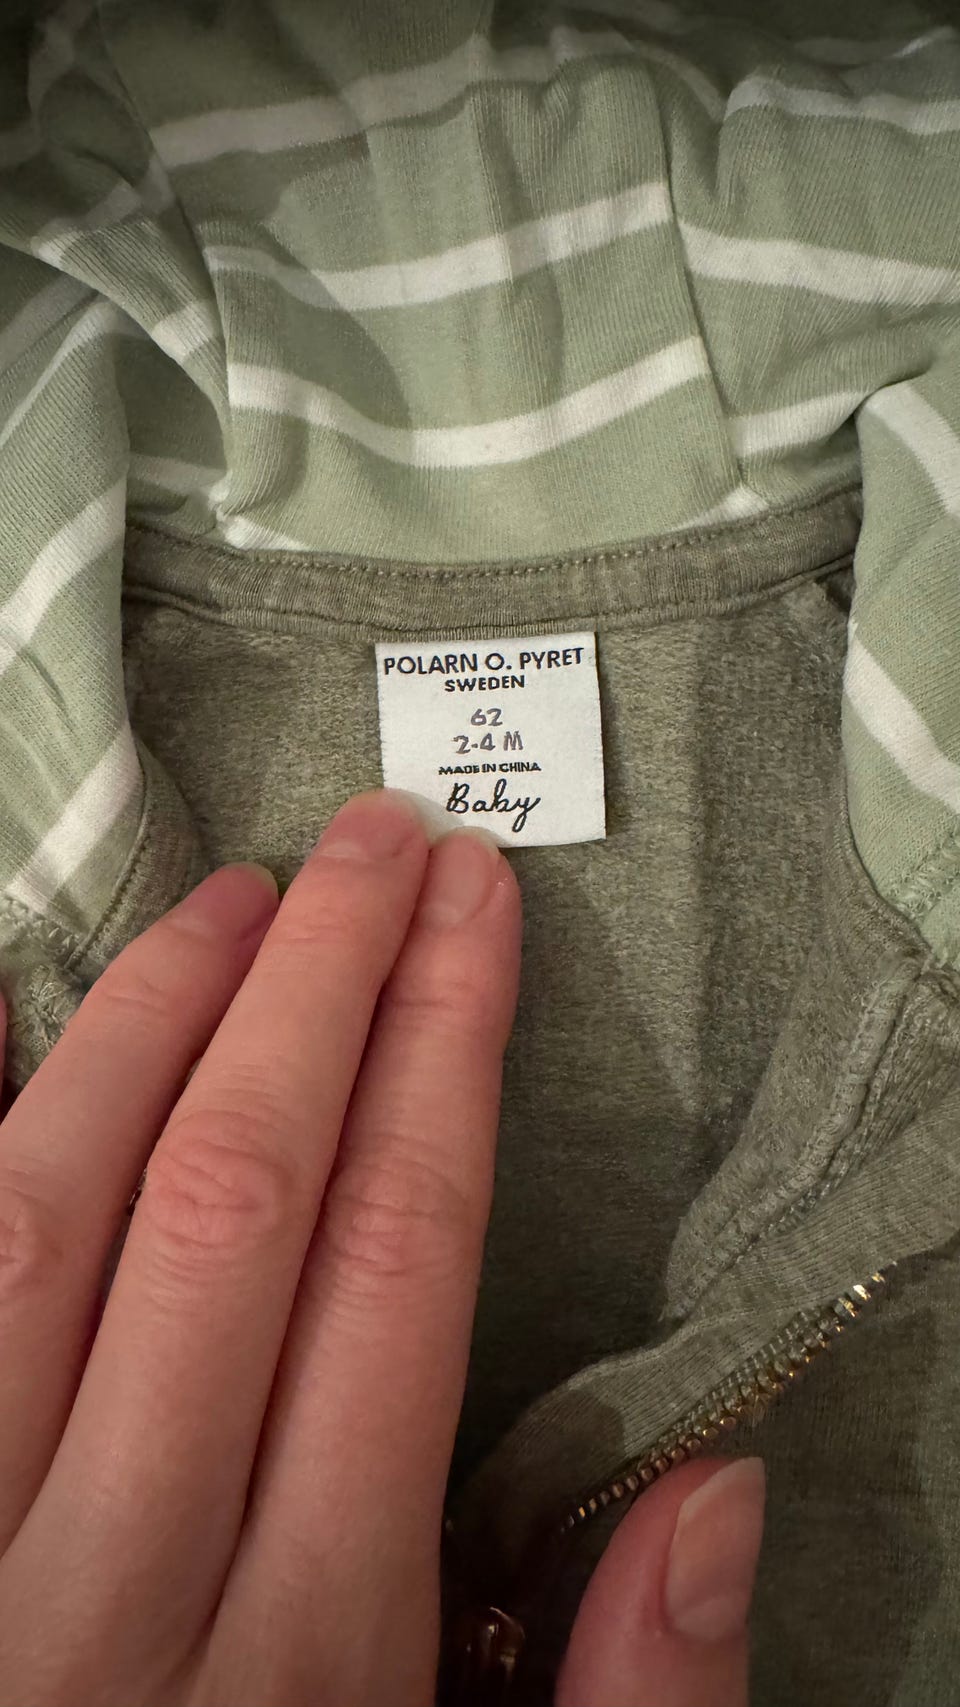 POLARN O. PYRET
SWEDEN
62
2-4 M
MADE IN CHINA
Baby